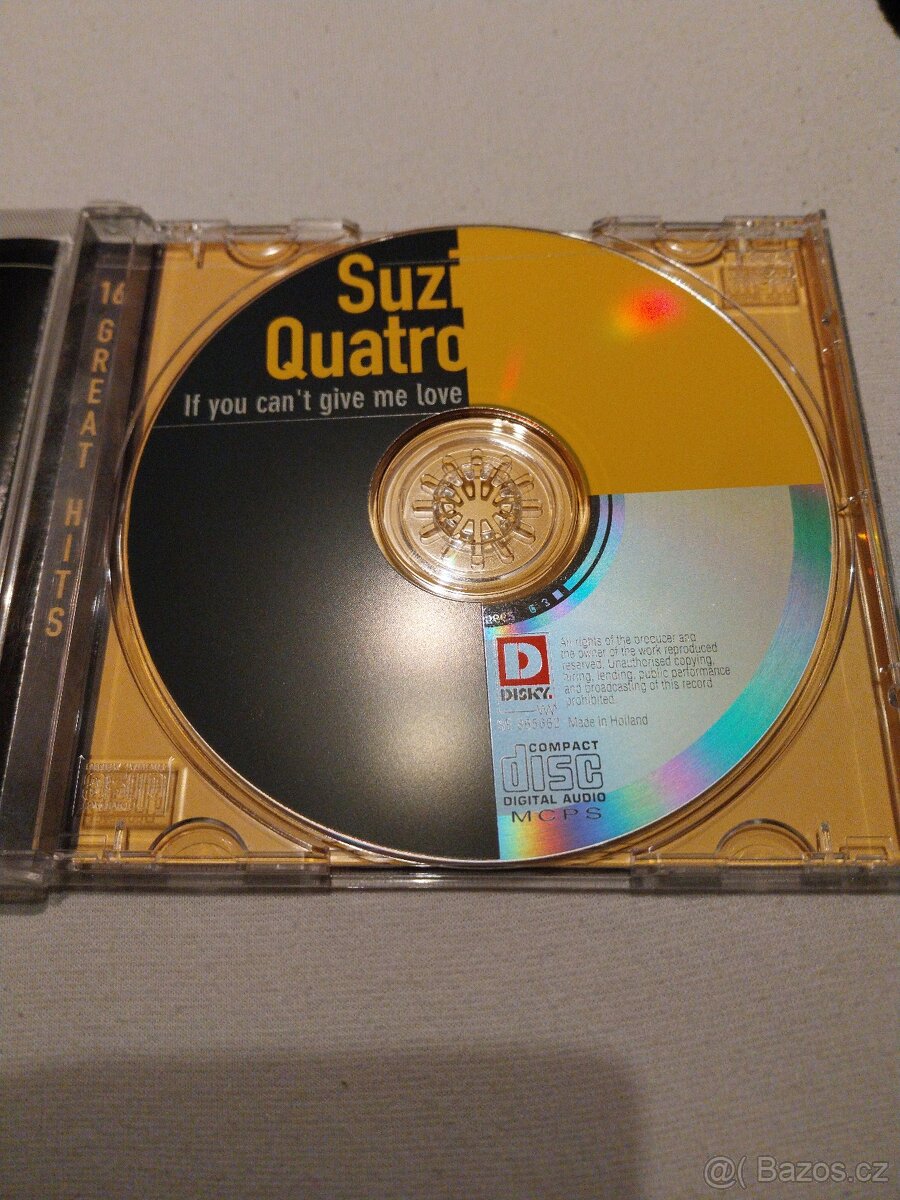 16 GREAT HITS
Suzi
Quatro
If you can't give me love
DISKY.
All rights of the producer and
the owner of the work reproduced
reserved. Unauthorised copying,
hiring, lending, public performance
and broadcasting of this record
prohibited.
Made in Holland
COMPACT
disc
DIGITAL AUDIO
MCPS
@( Bazos.cz